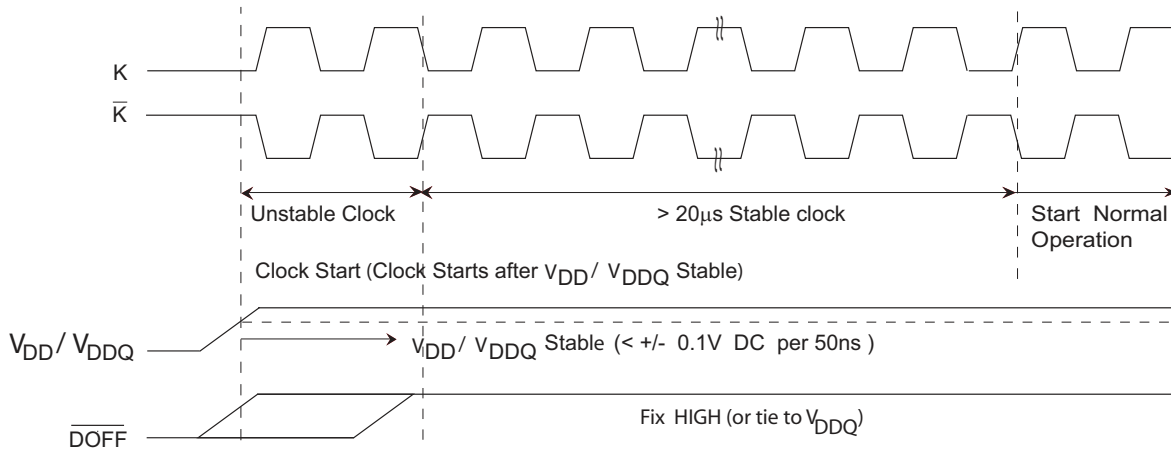 K
K̅
Unstable Clock
> 20μs Stable clock
Start Normal
Operation
Clock Start (Clock Starts after VDD/ VDDQ Stable)
VDD/ VDDQ
VDD/ VDDQ Stable (< +/- 0.1V DC per 50ns )
DOFF
Fix HIGH (or tie to VDDQ)